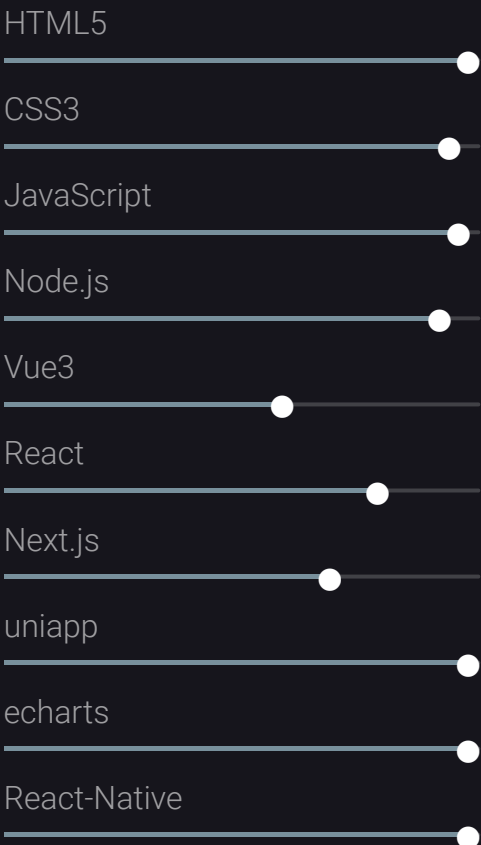 HTML5
CSS3
JavaScript
Node.js
Vue3
React
Next.js
uniapp
echarts
React-Native